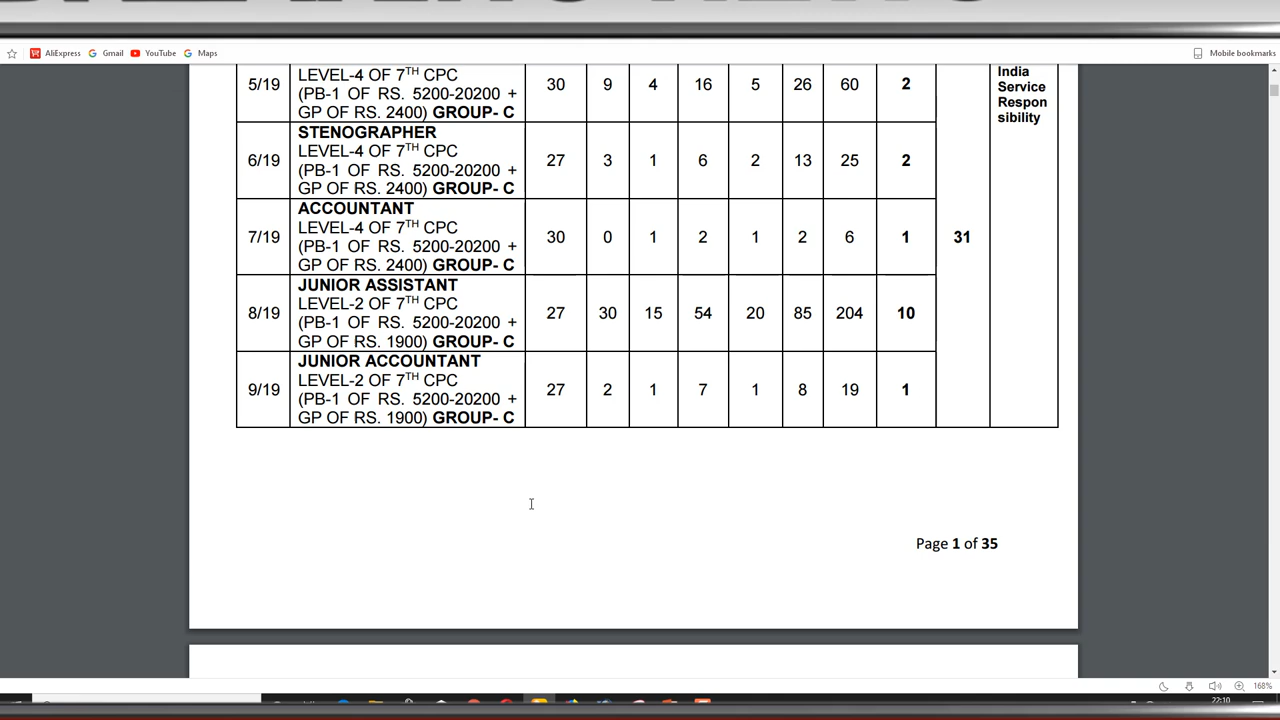 AliExpress Gmail YouTube Maps Mobile bookmarks
5/19 LEVEL-4 OF 7TH CPC
(PB-1 OF RS. 5200-20200 +
GP OF RS. 2400) GROUP- C 30 9 4 16 5 26 60 2
India
Service
Respon
sibility
6/19 STENOGRAPHER
LEVEL-4 OF 7TH CPC
(PB-1 OF RS. 5200-20200 +
GP OF RS. 2400) GROUP- C 27 3 1 6 2 13 25 2
7/19 ACCOUNTANT
LEVEL-4 OF 7TH CPC
(PB-1 OF RS. 5200-20200 +
GP OF RS. 2400) GROUP- C 30 0 1 2 1 2 6 1 31
8/19 JUNIOR ASSISTANT
LEVEL-2 OF 7TH CPC
(PB-1 OF RS. 5200-20200 +
GP OF RS. 1900) GROUP- C 27 30 15 54 20 85 204 10
9/19 JUNIOR ACCOUNTANT
LEVEL-2 OF 7TH CPC
(PB-1 OF RS. 5200-20200 +
GP OF RS. 1900) GROUP- C 27 2 1 7 1 8 19 1
Page 1 of 35
168%
22:10